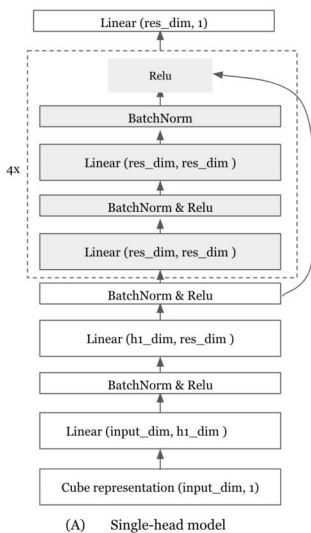 Linear (res_dim, 1)
Relu
BatchNorm
4x
Linear (res_dim, res_dim )
BatchNorm & Relu
Linear (res_dim, res_dim )
BatchNorm & Relu
Linear (h1_dim, res_dim )
BatchNorm & Relu
Linear (input_dim, h1_dim )
Cube representation (input_dim, 1)
(A) Single-head model